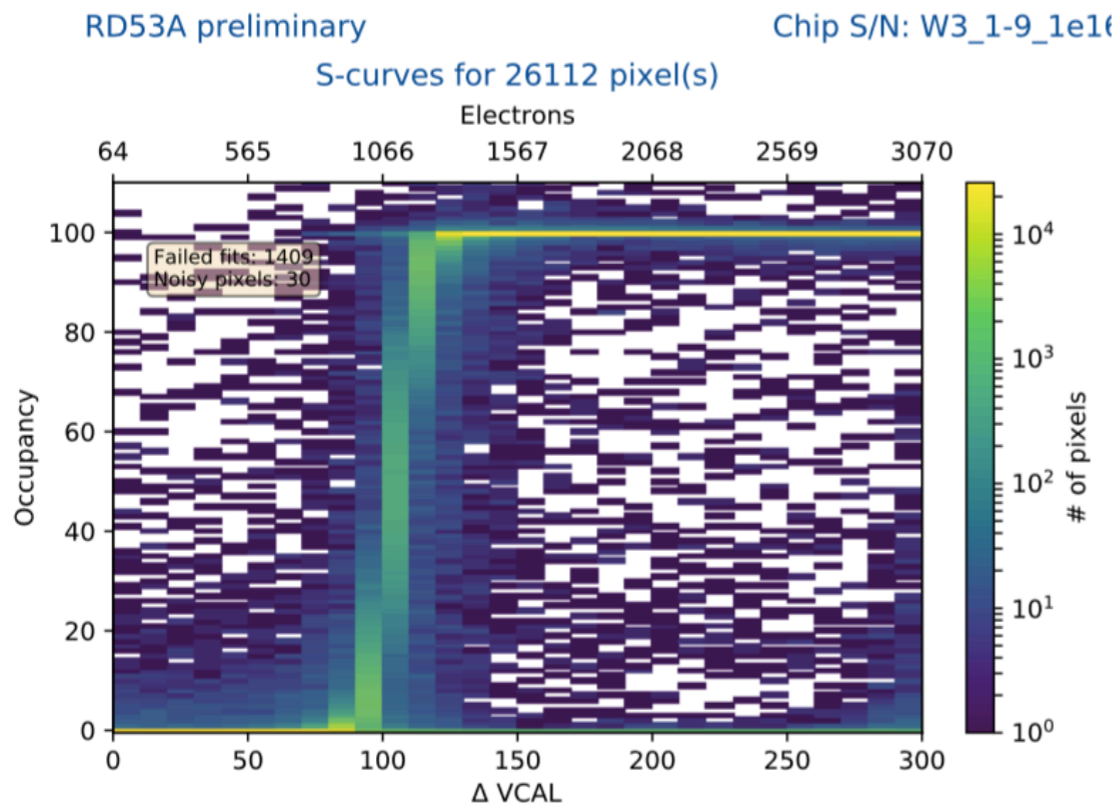 RD53A preliminary
Chip S/N: W3_1-9_1e16
S-curves for 26112 pixel(s)
Electrons
64 565 1066 1567 2068 2569 3070
Failed fits: 1409
Noisy pixels: 30
100
80
60
40
20
0
Occupancy
0 50 100 150 200 250 300
Δ VCAL
10⁴
10³
10²
10¹
10⁰
# of pixels